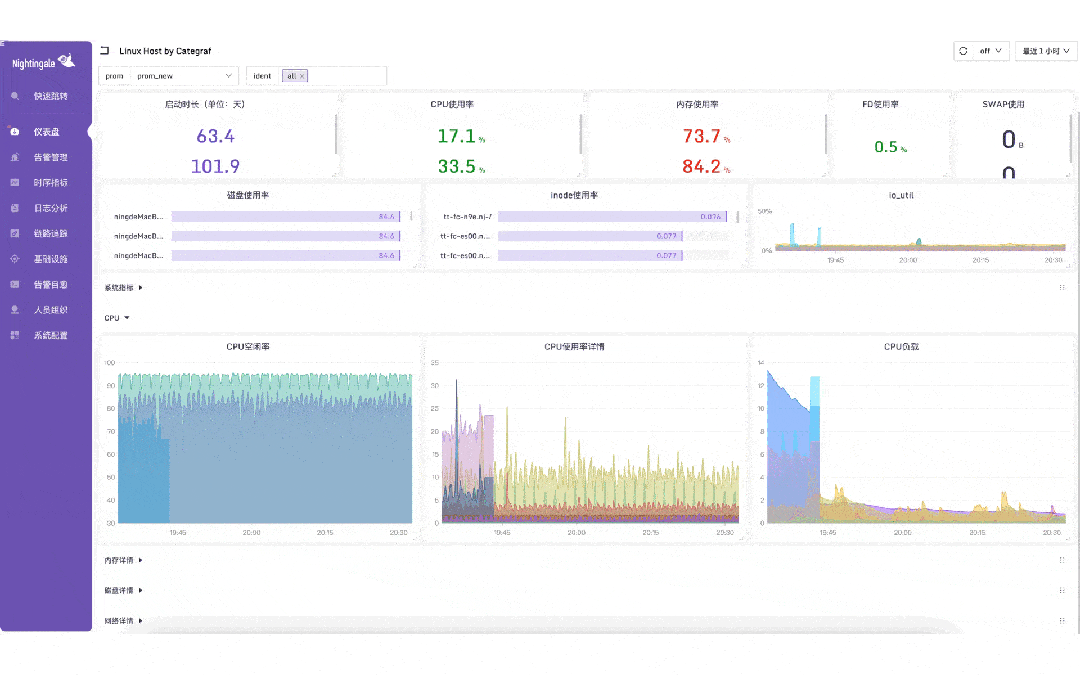 Nightingale
快速跳转
仪表盘
告警管理
时序指标
日志分析
链路追踪
基础设施
告警自愈
人员组织
系统配置
Linux Host by Categraf
off
最近 1 小时
prom prom_new
ident all ×
启动时长（单位：天）
63.4
101.9
CPU使用率
17.1 %
33.5 %
内存使用率
73.7 %
84.2 %
FD使用率
0.5 %
SWAP使用
0 B
0
磁盘使用率
ningdeMacB... 84.6
ningdeMacB... 84.6
ningdeMacB... 84.6
inode使用率
0.076
tt-fc-es00.n... 0.077
tt-fc-es00.n... 0.077
io_util
50%
0%
19:45 20:00 20:15 20:30
系统指标
CPU
CPU空闲率
100
90
80
70
60
50
40
30
19:45 20:00 20:15 20:30
CPU使用率详情
35
30
25
20
15
10
5
0
19:45 20:00 20:15 20:30
CPU负载
14
12
10
8
6
4
2
0
19:45 20:00 20:15 20:30
内存详情
磁盘详情
网络详情